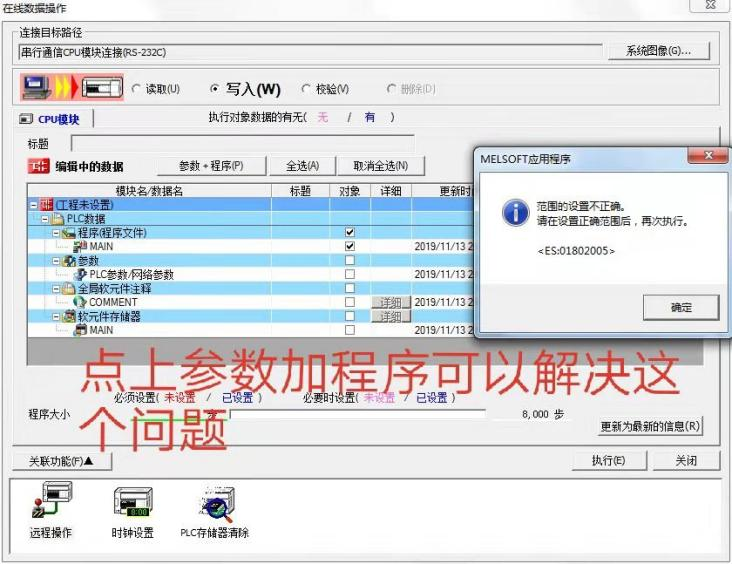 在线数据操作
连接目标路径
串行通信CPU模块连接(RS-232C)
系统图像(G)...
读取(U)
写入(W)
校验(V)
删除(D)
CPU模块
执行对象数据的有无( 无 / 有 )
标题
编辑中的数据
参数+程序(P)
全选(A)
取消全选(N)
模块名/数据名
标题
对象
详细
更新时
(工程未设置)
PLC数据
程序(程序文件)
MAIN
2019/11/13 2
参数
PLC参数/网络参数
2019/11/13 2
全局软元件注释
COMMENT
详细
2019/11/13 2
软元件存储器
详细
MAIN
2019/11/13 2
MELSOFT应用程序
范围的设置不正确。
请在设置正确范围后，再次执行。
<ES:01802005>
确定
点上参数加程序可以解决这
个问题
必须设置( 未设置 / 已设置 )
必要时设置( 未设置 / 已设置 )
程序大小
步
8,000 步
更新为最新的信息(R)
关联功能(F)▲
执行(E)
关闭
远程操作
时钟设置
PLC存储器清除